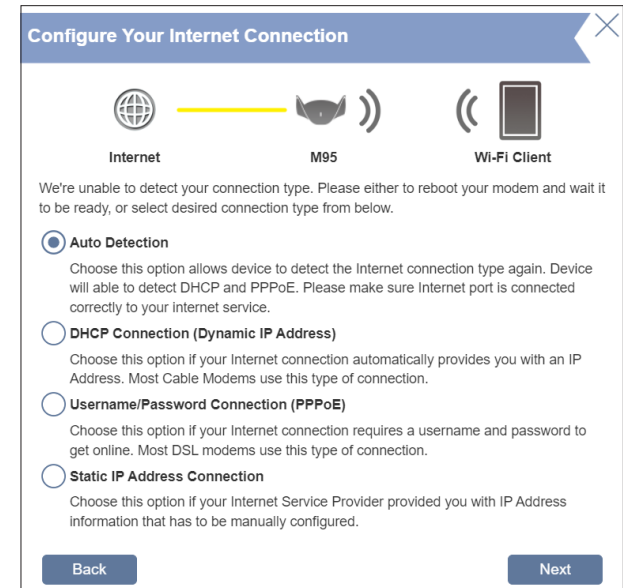 Configure Your Internet Connection
Internet
M95
Wi-Fi Client
We're unable to detect your connection type. Please either to reboot your modem and wait it
to be ready, or select desired connection type from below.
Auto Detection
Choose this option allows device to detect the Internet connection type again. Device
will able to detect DHCP and PPPoE. Please make sure Internet port is connected
correctly to your internet service.
DHCP Connection (Dynamic IP Address)
Choose this option if your Internet connection automatically provides you with an IP
Address. Most Cable Modems use this type of connection.
Username/Password Connection (PPPoE)
Choose this option if your Internet connection requires a username and password to
get online. Most DSL modems use this type of connection.
Static IP Address Connection
Choose this option if your Internet Service Provider provided you with IP Address
information that has to be manually configured.
Back
Next